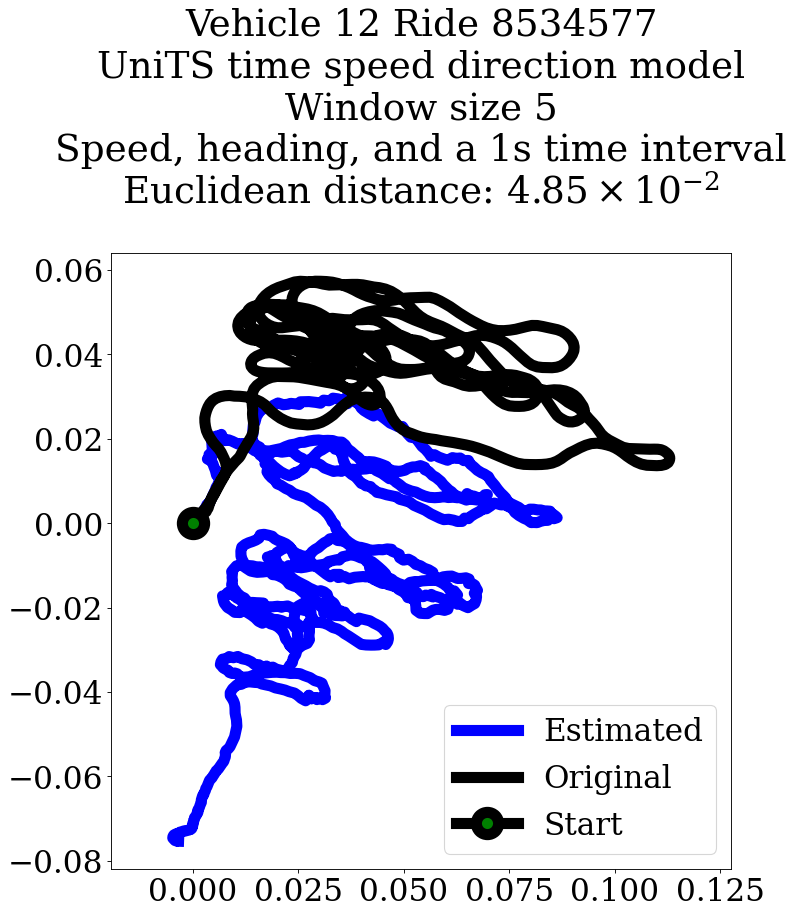 Vehicle 12 Ride 8534577
UniTS time speed direction model
Window size 5
Speed, heading, and a 1s time interval
Euclidean distance: 4.85 × 10⁻²
0.06
0.04
0.02
0.00
−0.02
−0.04
−0.06
−0.08
Estimated
Original
Start
0.000 0.025 0.050 0.075 0.100 0.125